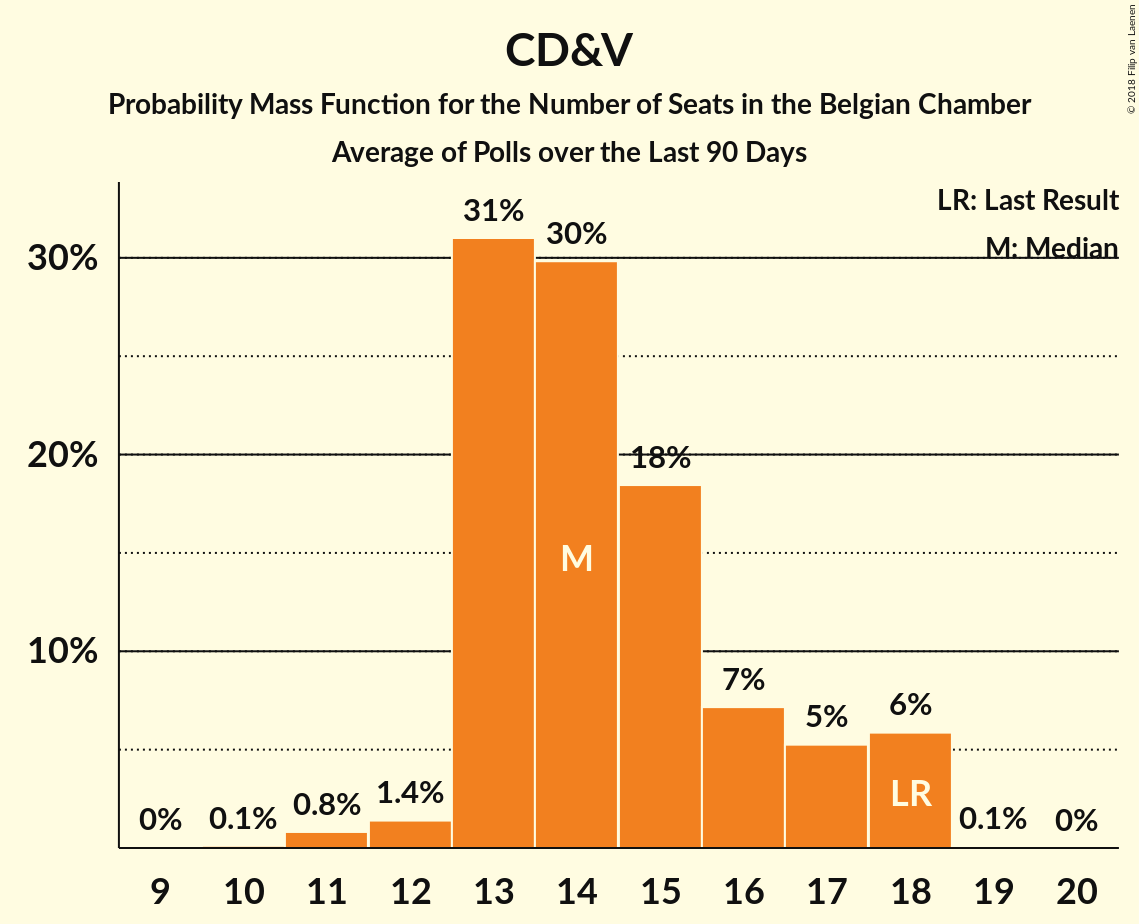 CD&V
Probability Mass Function for the Number of Seats in the Belgian Chamber
Average of Polls over the Last 90 Days
© 2018 Filip van Laenen
LR: Last Result
M: Median
31%
30%
30%
20%
18%
M
10%
7%
5%
6%
LR
0%
0.1%
0.8%
1.4%
0.1%
0%
9 10 11 12 13 14 15 16 17 18 19 20